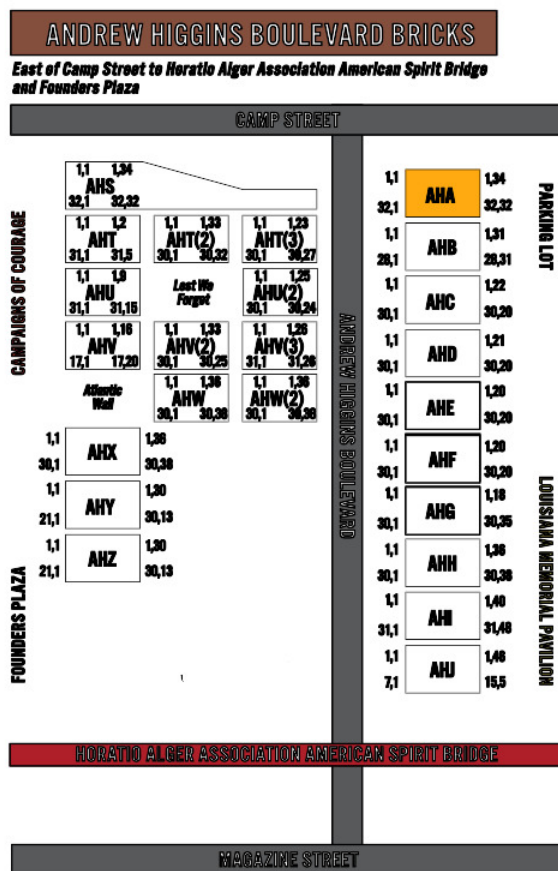 ANDREW HIGGINS BOULEVARD BRICKS
East of Camp Street to Horatio Alger Association American Spirit Bridge
and Founders Plaza
CAMP STREET
CAMPAIGNS OF COURAGE
FOUNDERS PLAZA
1,1 1,34
AHS
32,1 32,32
1,1 1,2
AHT
31,1 31,5
1,1 1,33
AHT(2)
30,1 30,32
1,1 1,23
AHT(3)
30,1 30,27
1,1 1,9
AHU
31,1 31,15
Lest We
Forget
1,1 1,25
AHU(2)
30,1 30,24
1,1 1,16
AHV
17,1 17,20
1,1 1,33
AHV(2)
30,1 30,25
1,1 1,26
AHV(3)
31,1 31,26
Atlantic
Wall
1,1 1,36
AHW
30,1 30,38
1,1 1,36
AHW(2)
30,1 38,38
1,1 1,36
AHX
30,1 30,38
1,1 1,30
AHY
21,1 30,13
1,1 1,30
AHZ
21,1 30,13
ANDREW HIGGINS BOULEVARD
1,1 1,34
AHA
32,1 32,32
1,1 1,31
AHB
28,1 28,31
1,1 1,22
AHC
30,1 30,20
1,1 1,21
AHD
30,1 30,20
1,1 1,20
AHE
30,1 30,20
1,1 1,20
AHF
30,1 30,20
1,1 1,18
AHG
30,1 30,35
1,1 1,36
AHH
30,1 30,38
1,1 1,40
AHI
31,1 31,48
1,1 1,48
AHJ
7,1 15,5
PARKING LOT
LOUISIANA MEMORIAL PAVILION
HORATIO ALGER ASSOCIATION AMERICAN SPIRIT BRIDGE
MAGAZINE STREET